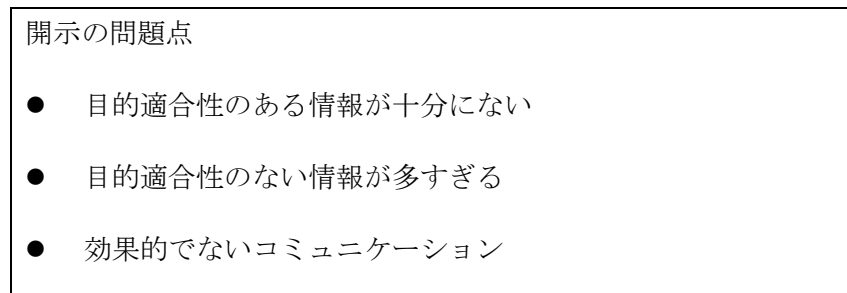 開示の問題点
● 目的適合性のある情報が十分にない
● 目的適合性のない情報が多すぎる
● 効果的でないコミュニケーション